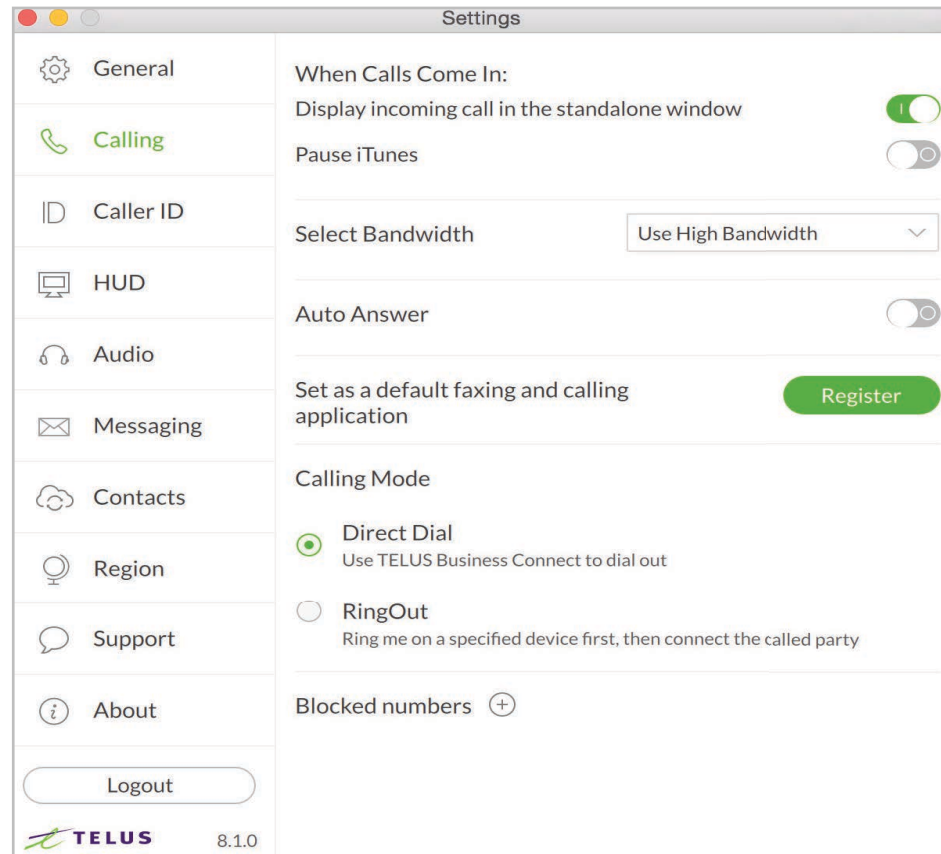 Settings
General
Calling
Caller ID
HUD
Audio
Messaging
Contacts
Region
Support
About
Logout
TELUS 8.1.0
When Calls Come In:
Display incoming call in the standalone window
Pause iTunes
Select Bandwidth Use High Bandwidth
Auto Answer
Set as a default faxing and calling
application
Register
Calling Mode
Direct Dial
Use TELUS Business Connect to dial out
RingOut
Ring me on a specified device first, then connect the called party
Blocked numbers